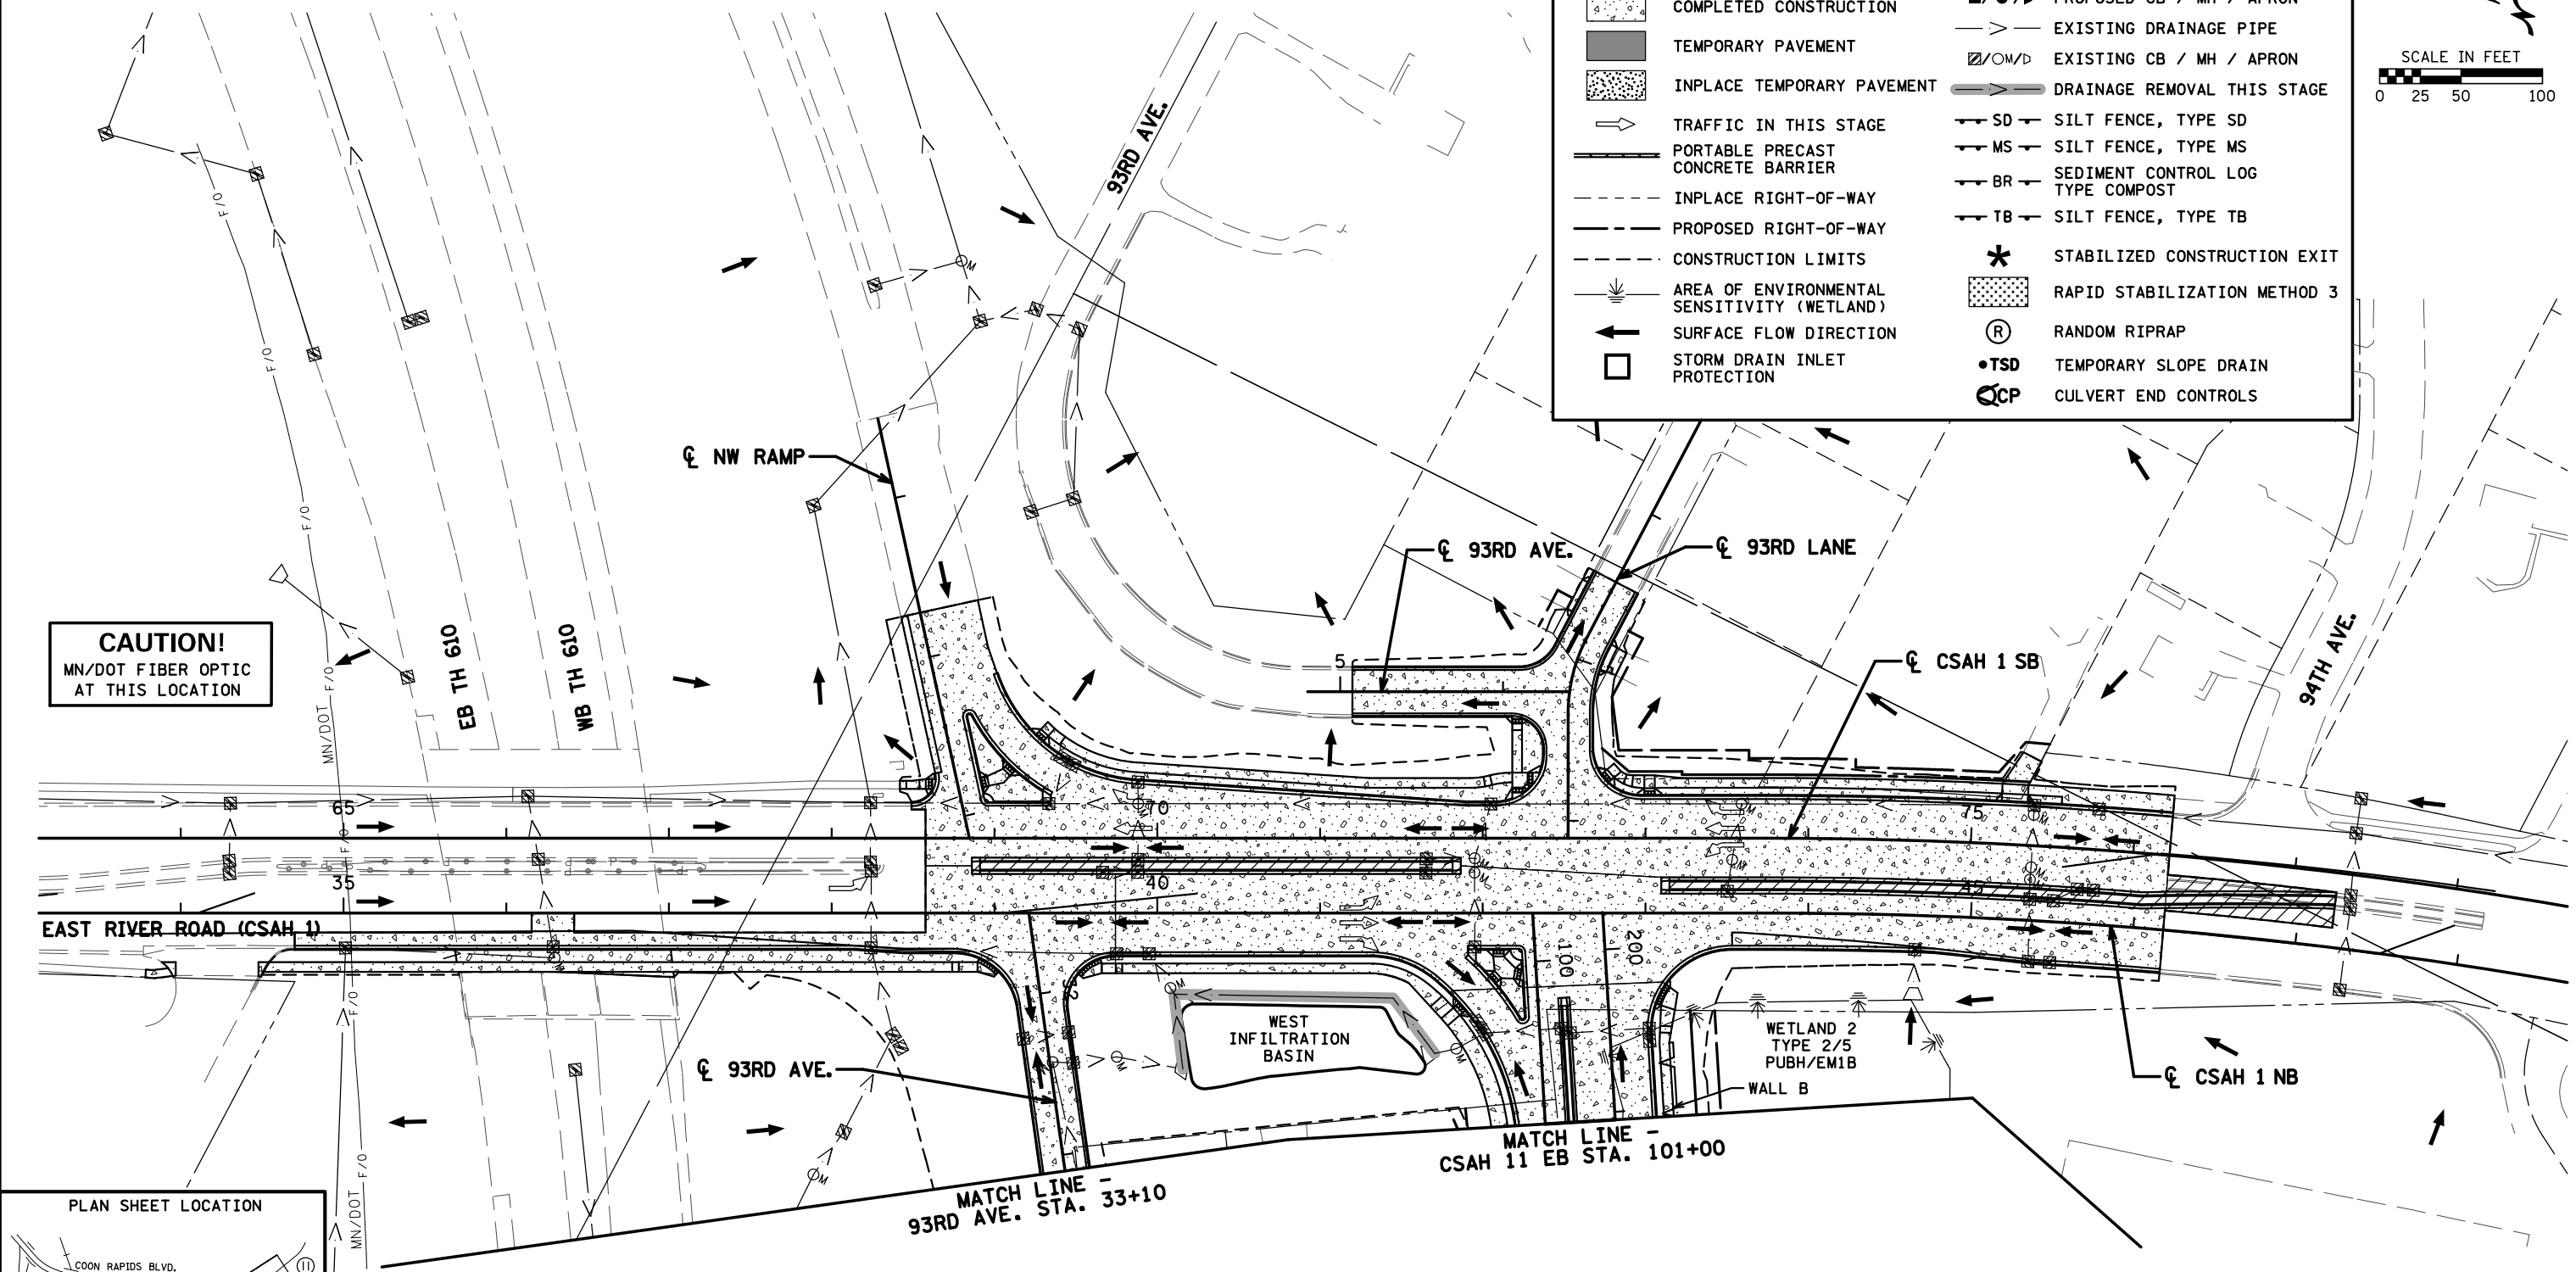 COMPLETED CONSTRUCTION
TEMPORARY PAVEMENT
INPLACE TEMPORARY PAVEMENT
TRAFFIC IN THIS STAGE
PORTABLE PRECAST
CONCRETE BARRIER
INPLACE RIGHT-OF-WAY
PROPOSED RIGHT-OF-WAY
CONSTRUCTION LIMITS
AREA OF ENVIRONMENTAL
SENSITIVITY (WETLAND)
SURFACE FLOW DIRECTION
STORM DRAIN INLET
PROTECTION
PROPOSED CB / MH / APRON
EXISTING DRAINAGE PIPE
M EXISTING CB / MH / APRON
DRAINAGE REMOVAL THIS STAGE
SD SILT FENCE, TYPE SD
MS SILT FENCE, TYPE MS
BR SEDIMENT CONTROL LOG
TYPE COMPOST
TB SILT FENCE, TYPE TB
STABILIZED CONSTRUCTION EXIT
RAPID STABILIZATION METHOD 3
R RANDOM RIPRAP
TSD TEMPORARY SLOPE DRAIN
CP CULVERT END CONTROLS
SCALE IN FEET
0 25 50 100
93RD AVE.
F/O
F/O
F/O
℄ NW RAMP
℄ 93RD AVE.
℄ 93RD LANE
CAUTION!
MN/DOT FIBER OPTIC
AT THIS LOCATION
EB TH 610
WB TH 610
MN/DOT F/O
5
℄ CSAH 1 SB
94TH AVE.
65
70
75
35
40
45
EAST RIVER ROAD (CSAH 1)
100
200
32
F/O
F/O
WEST
INFILTRATION
BASIN
WETLAND 2
TYPE 2/5
PUBH/EM1B
WALL B
℄ 93RD AVE.
℄ CSAH 1 NB
MATCH LINE -
CSAH 11 EB STA. 101+00
MATCH LINE -
93RD AVE. STA. 33+10
MN/DOT F/O
PLAN SHEET LOCATION
COON RAPIDS BLVD.
11